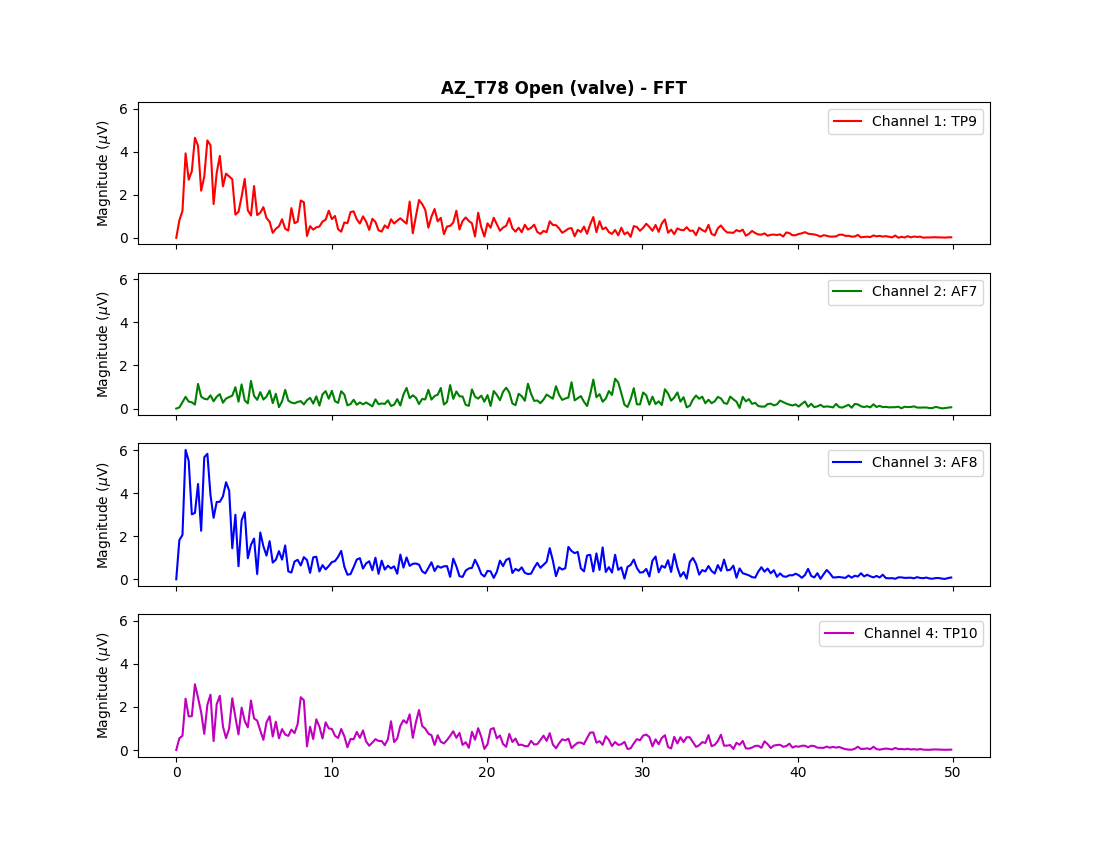 AZ_T78 Open (valve) - FFT
6
4
2
0
Magnitude (μV)
Channel 1: TP9
6
4
2
0
Magnitude (μV)
Channel 2: AF7
6
4
2
0
Magnitude (μV)
Channel 3: AF8
6
4
2
0
Magnitude (μV)
Channel 4: TP10
0 10 20 30 40 50